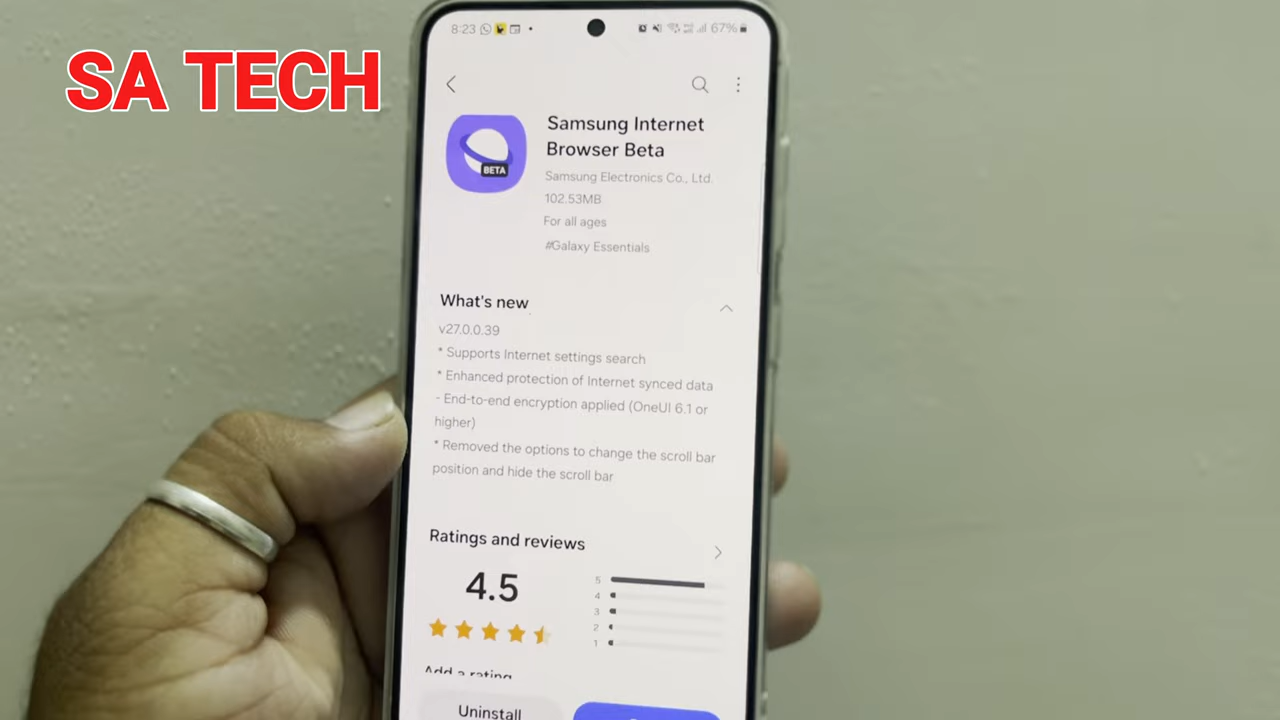 8:23
67%
SA TECH
BETA
Samsung Internet
Browser Beta
Samsung Electronics Co., Ltd.
102.53MB
For all ages
#Galaxy Essentials
What's new
v27.0.0.39
* Supports Internet settings search
* Enhanced protection of Internet synced data
- End-to-end encryption applied (OneUI 6.1 or
higher)
* Removed the options to change the scroll bar
position and hide the scroll bar
Ratings and reviews
4.5
5
4
3
2
1
Add a rating
Uninstall